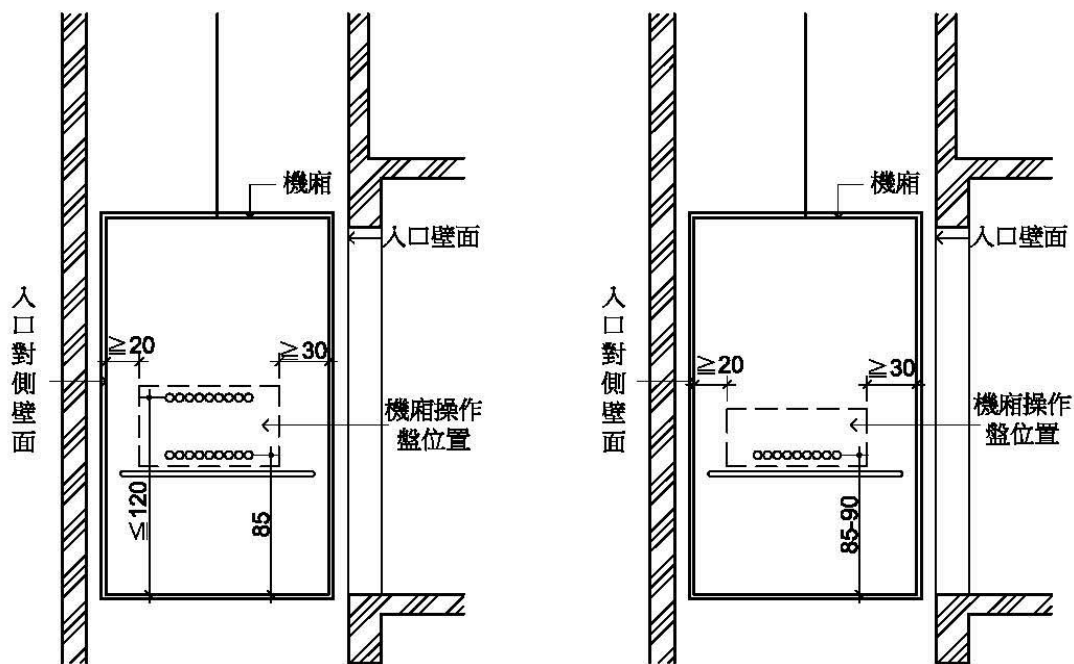 機廂
入口壁面
入口對側壁面
≧20
≧30
機廂操作
盤位置
≦120
85
機廂
入口壁面
入口對側壁面
≧20
≧30
機廂操作
盤位置
85-90